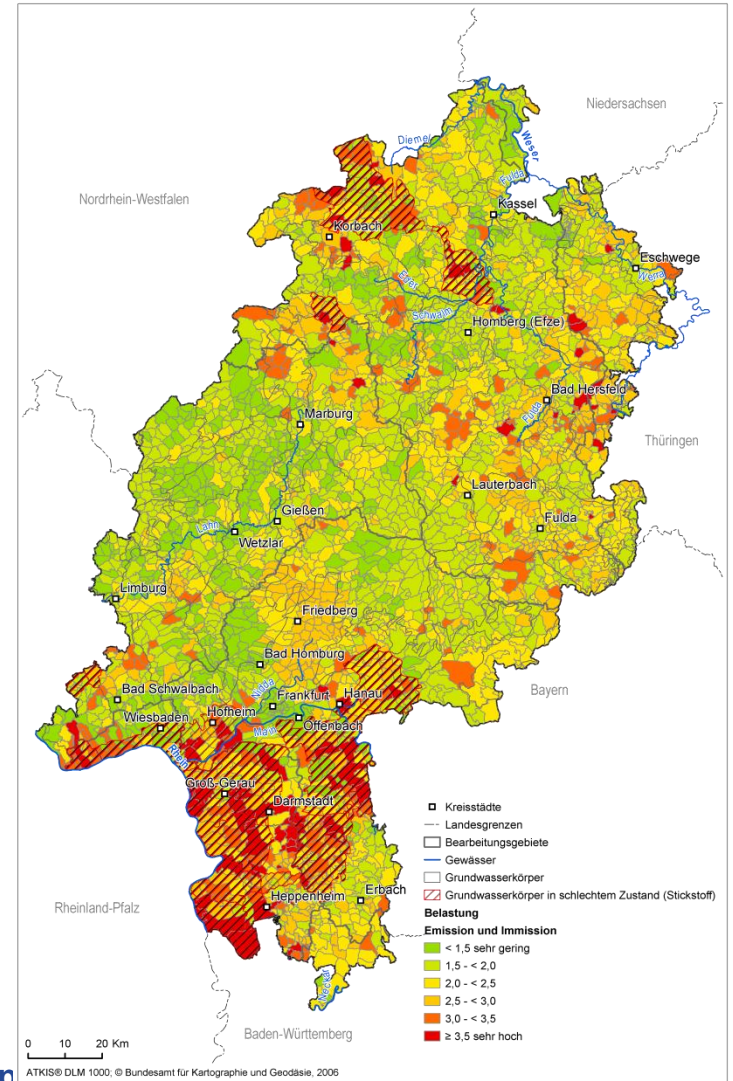 Niedersachsen
Diemel
Weser
Fulda
Nordrhein-Westfalen
Kassel
Korbach
Eschwege
Werra
Eder
Schwalm
Homberg (Efze)
Bad Hersfeld
Fulda
Marburg
Thüringen
Lauterbach
Gießen
Fulda
Lahn
Wetzlar
Limburg
Friedberg
Bad Homburg
Bayern
Nidda
Bad Schwalbach
Frankfurt
Hanau
Wiesbaden
Hofheim
Offenbach
Main
Rhein
Groß-Gerau
Darmstadt
Kreisstädte
Landesgrenzen
Bearbeitungsgebiete
Gewässer
Grundwasserkörper
Grundwasserkörper in schlechtem Zustand (Stickstoff)
Heppenheim
Erbach
Rheinland-Pfalz
Belastung
Emission und Immission
< 1,5 sehr gering
1,5 - < 2,0
2,0 - < 2,5
2,5 - < 3,0
3,0 - < 3,5
≥ 3,5 sehr hoch
Neckar
Baden-Württemberg
0 10 20 Km
ATKIS® DLM 1000; © Bundesamt für Kartographie und Geodäsie, 2006